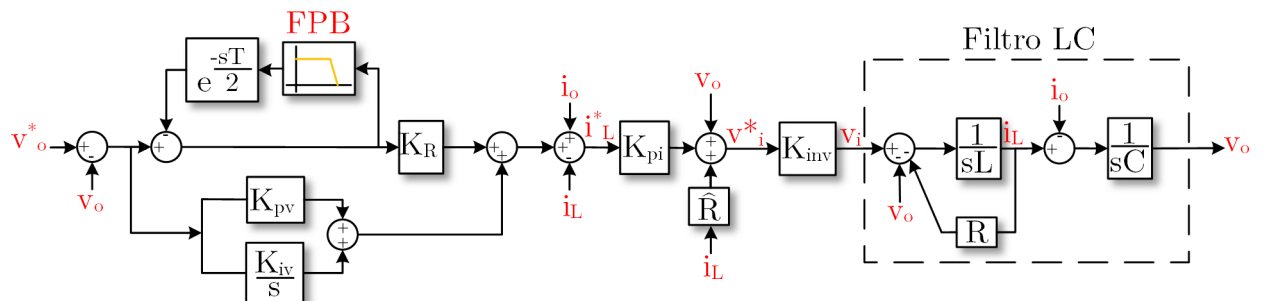 FPB
Filtro LC
e -sT/2
v*o
+
-
vo
+
-
KR
Kpv
Kiv/s
+
+
+
+
io
+
+
-
iL
i*L
Kpi
vo
+
+
R̂
iL
v*i
Kinv
vi
+
-
-
vo
1/sL
iL
R
io
+
-
1/sC
vo